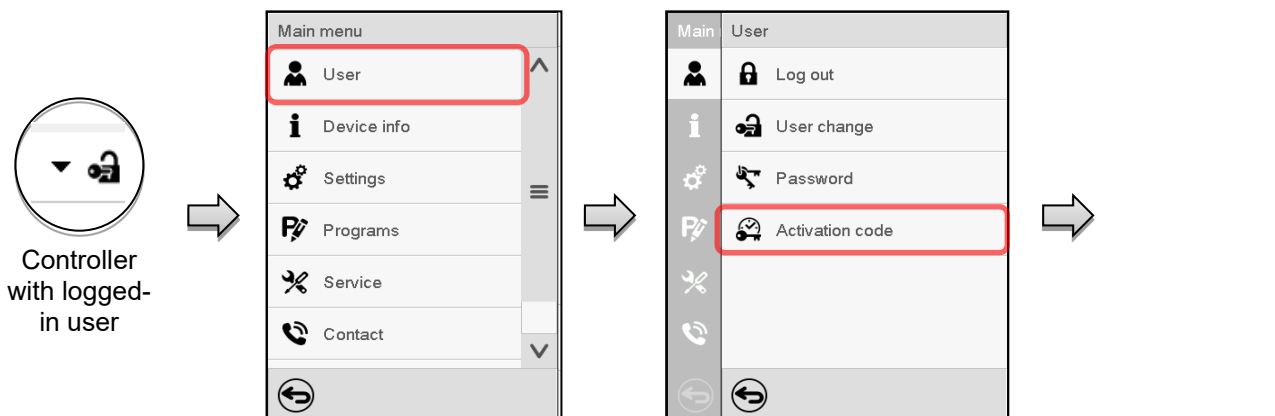 Controller
with logged-
in user
Main menu
User
Device info
Settings
Programs
Service
Contact
Main
User
Log out
User change
Password
Activation code